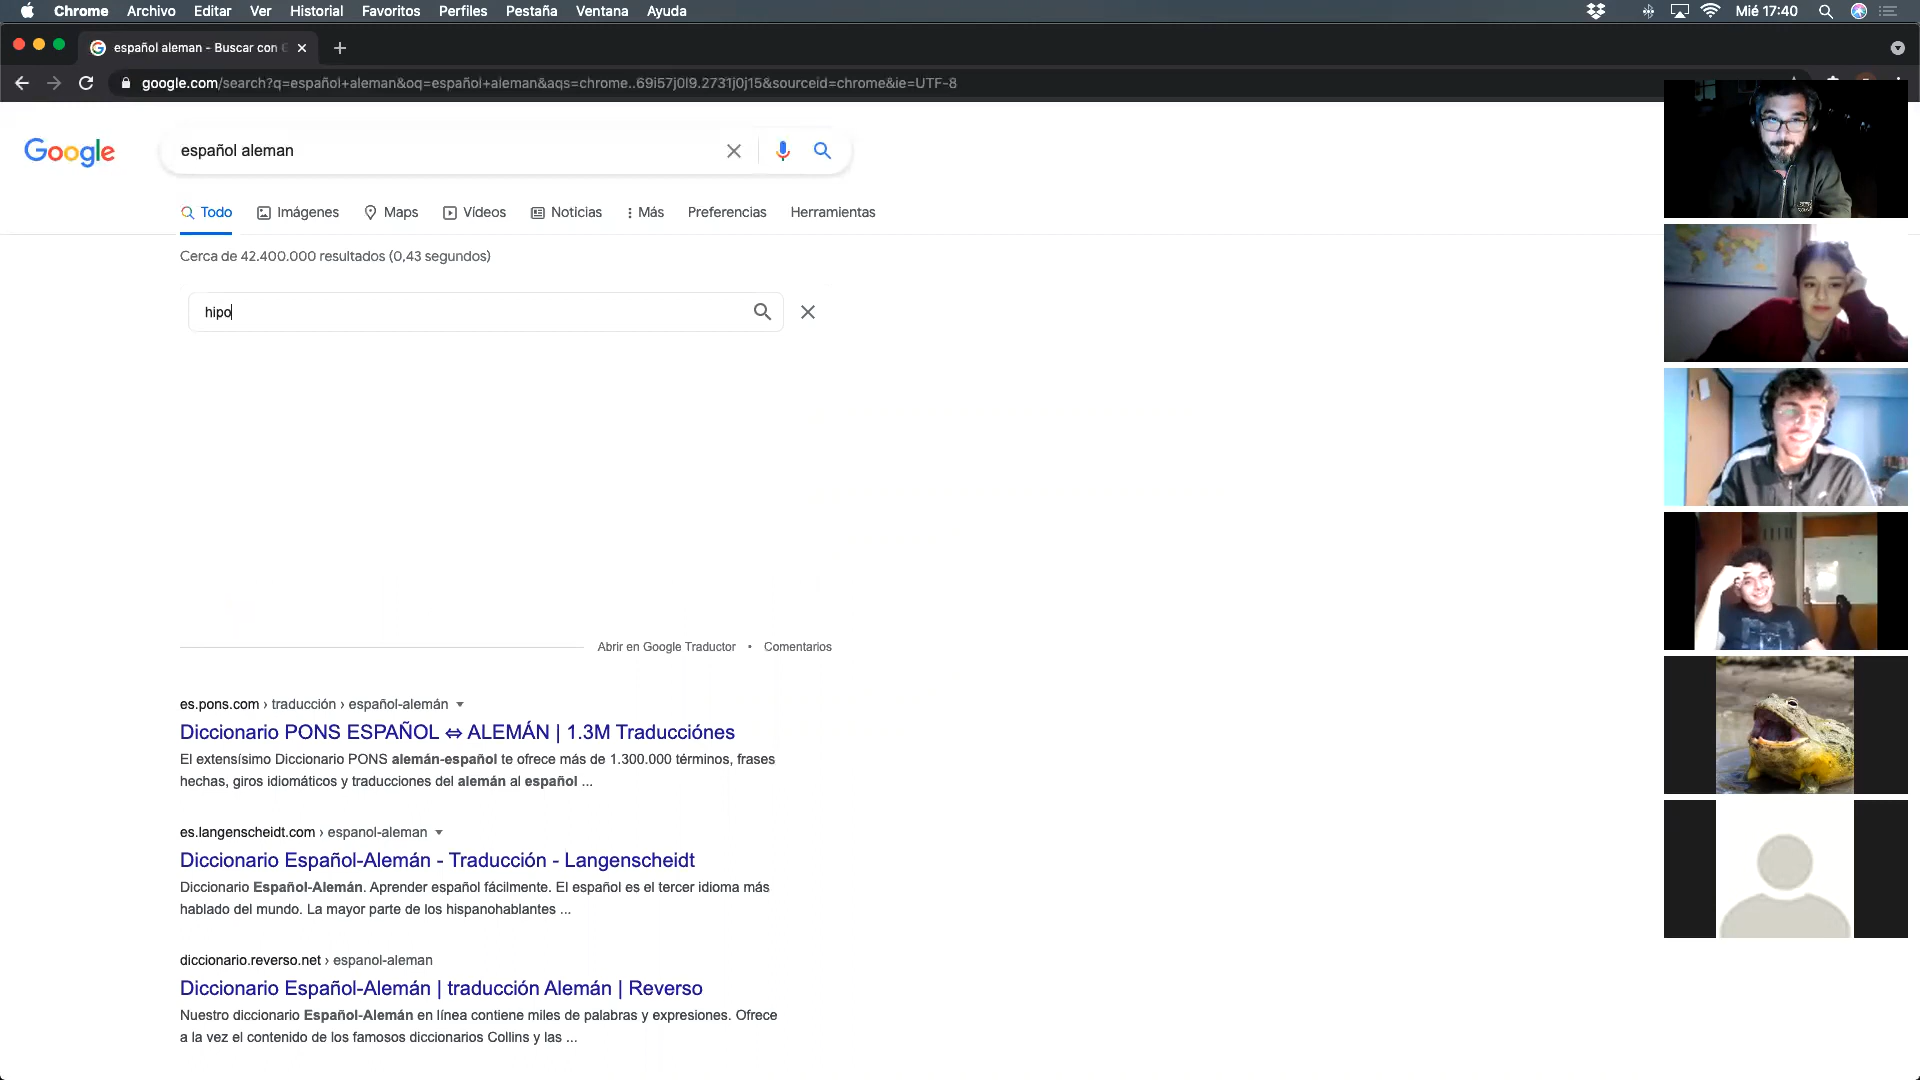 Chrome Archivo Editar Ver Historial Favoritos Perfiles Pestaña Ventana Ayuda Mié 17:40
español aleman - Buscar con
google.com/search?q=español+aleman&oq=español+aleman&aqs=chrome..69i57j0l9.2731j0j15&sourceid=chrome&ie=UTF-8
Google español aleman
Todo Imágenes Maps Vídeos Noticias Más Preferencias Herramientas
Cerca de 42.400.000 resultados (0,43 segundos)
hipo
Abrir en Google Traductor • Comentarios
es.pons.com › traducción › español-alemán
Diccionario PONS ESPAÑOL ⇔ ALEMÁN | 1.3M Traducciónes
El extensísimo Diccionario PONS alemán-español te ofrece más de 1.300.000 términos, frases
hechas, giros idiomáticos y traducciones del alemán al español ...
es.langenscheidt.com › espanol-aleman
Diccionario Español-Alemán - Traducción - Langenscheidt
Diccionario Español-Alemán. Aprender español fácilmente. El español es el tercer idioma más
hablado del mundo. La mayor parte de los hispanohablantes ...
diccionario.reverso.net › espanol-aleman
Diccionario Español-Alemán | traducción Alemán | Reverso
Nuestro diccionario Español-Alemán en línea contiene miles de palabras y expresiones. Ofrece
a la vez el contenido de los famosos diccionarios Collins y las ...